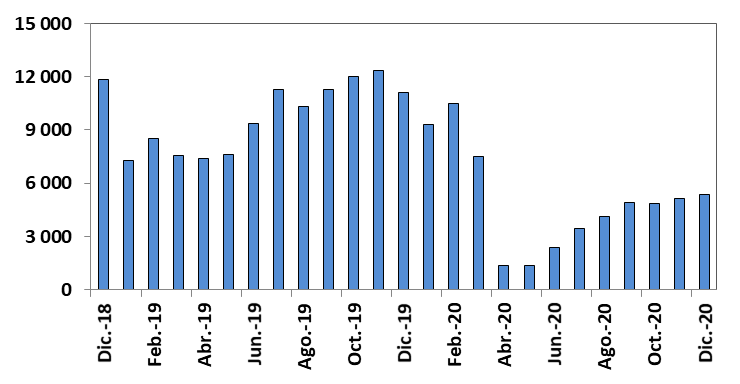 15 000
12 000
9 000
6 000
3 000
0
Dic.-18
Feb.-19
Abr.-19
Jun.-19
Ago.-19
Oct.-19
Dic.-19
Feb.-20
Abr.-20
Jun.-20
Ago.-20
Oct.-20
Dic.-20